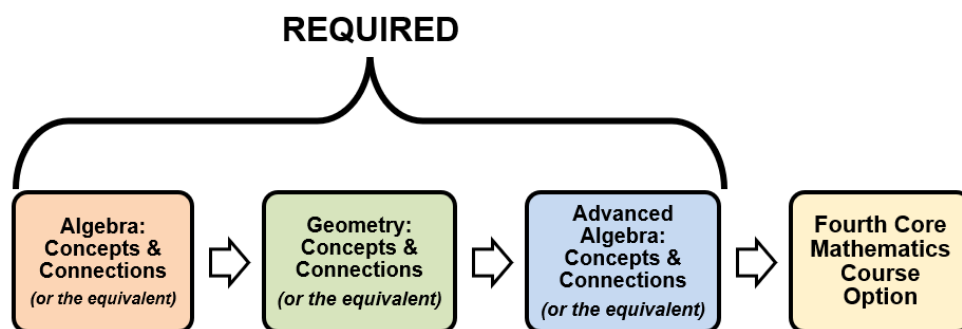 REQUIRED
Algebra:
Concepts &
Connections
(or the equivalent)
Geometry:
Concepts &
Connections
(or the equivalent)
Advanced
Algebra:
Concepts &
Connections
(or the equivalent)
Fourth Core
Mathematics
Course
Option